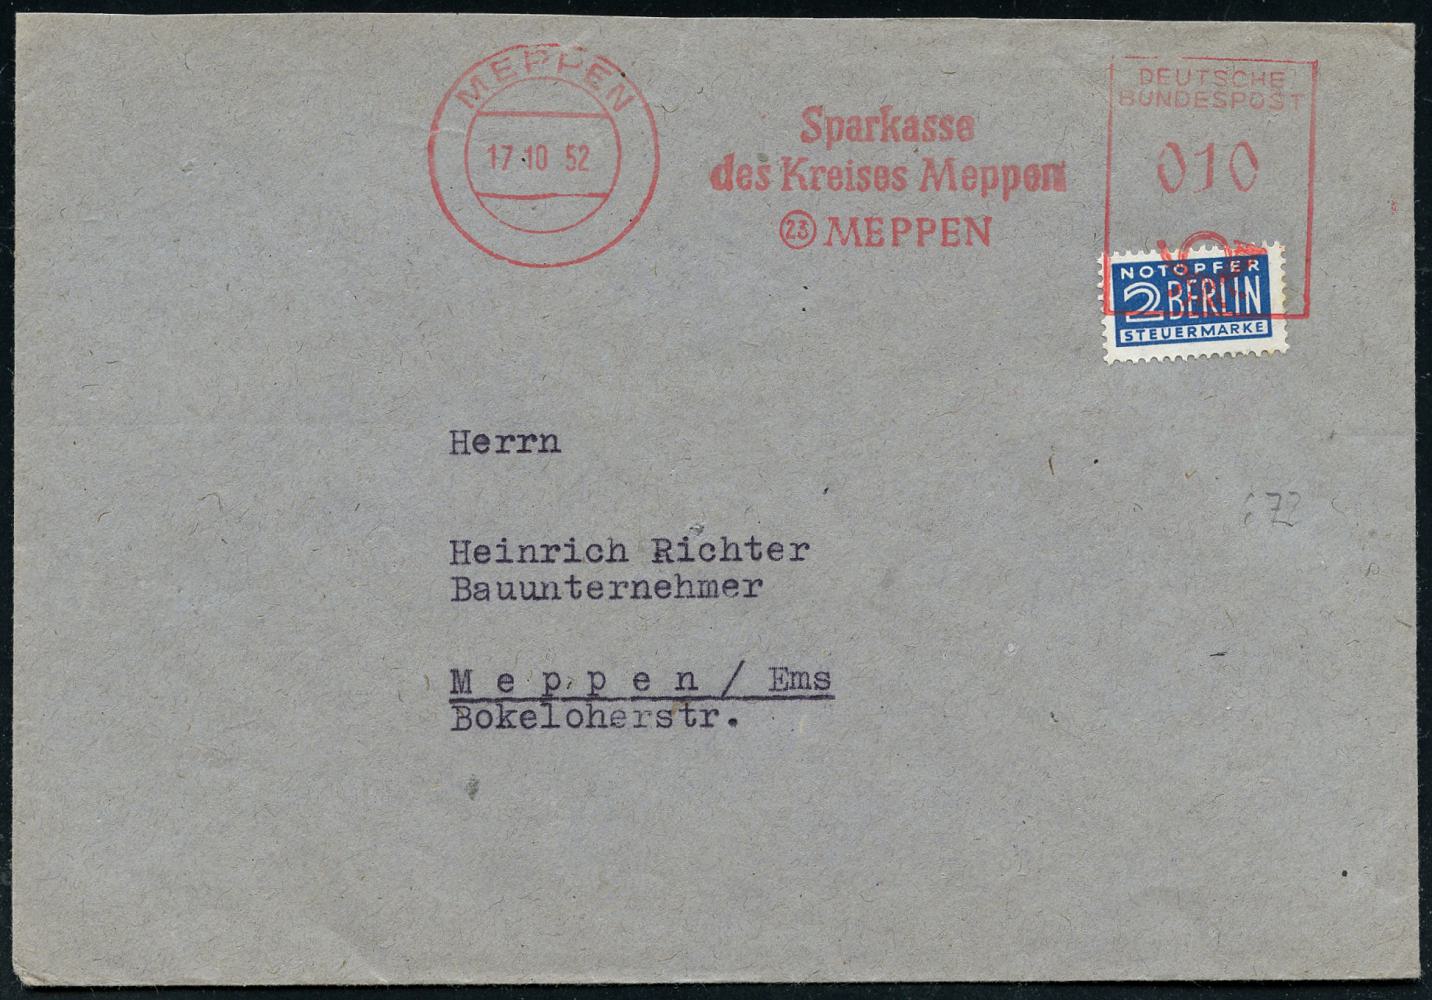 MEPPEN
17 10 52
Sparkasse
des Kreises Meppen
23 MEPPEN
DEUTSCHE
BUNDESPOST
010
NOTOPFER
2 BERLIN
STEUERMARKE
Herrn
672
Heinrich Richter
Bauunternehmer
M e p p e n / Ems
Bokeloherstr.